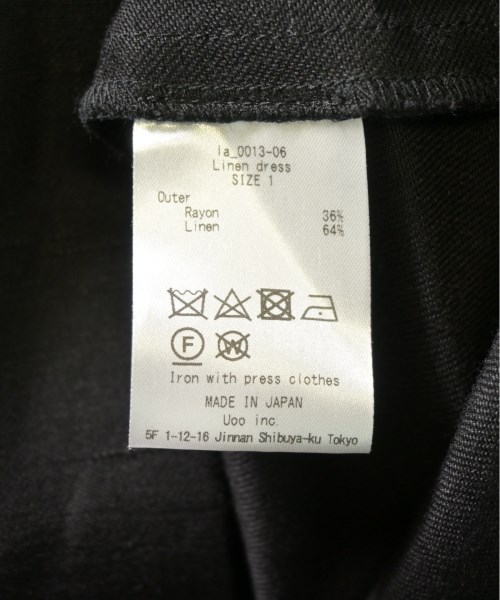 la_0013-06
Linen dress
SIZE 1
Outer
Rayon 36%
Linen 64%
F W
Iron with press clothes
MADE IN JAPAN
Uoo inc.
5F 1-12-16 Jinnan Shibuya-ku Tokyo